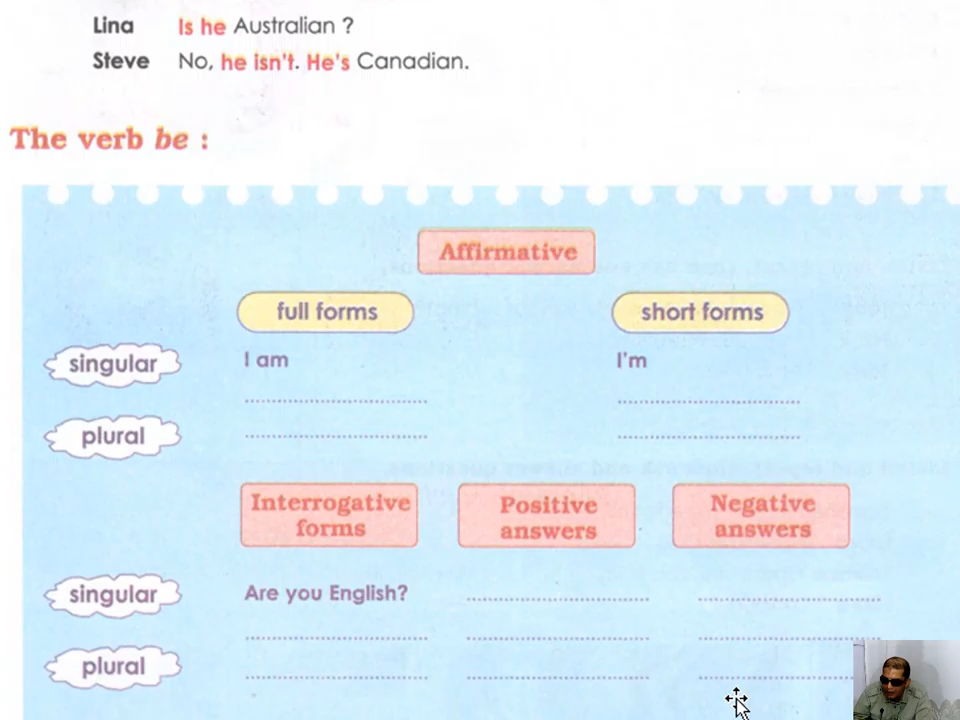 Lina Is he Australian ?
Steve No, he isn't. He's Canadian.
The verb be :
Affirmative
full forms short forms
singular I am I'm
plural
Interrogative forms Positive answers Negative answers
singular Are you English?
plural